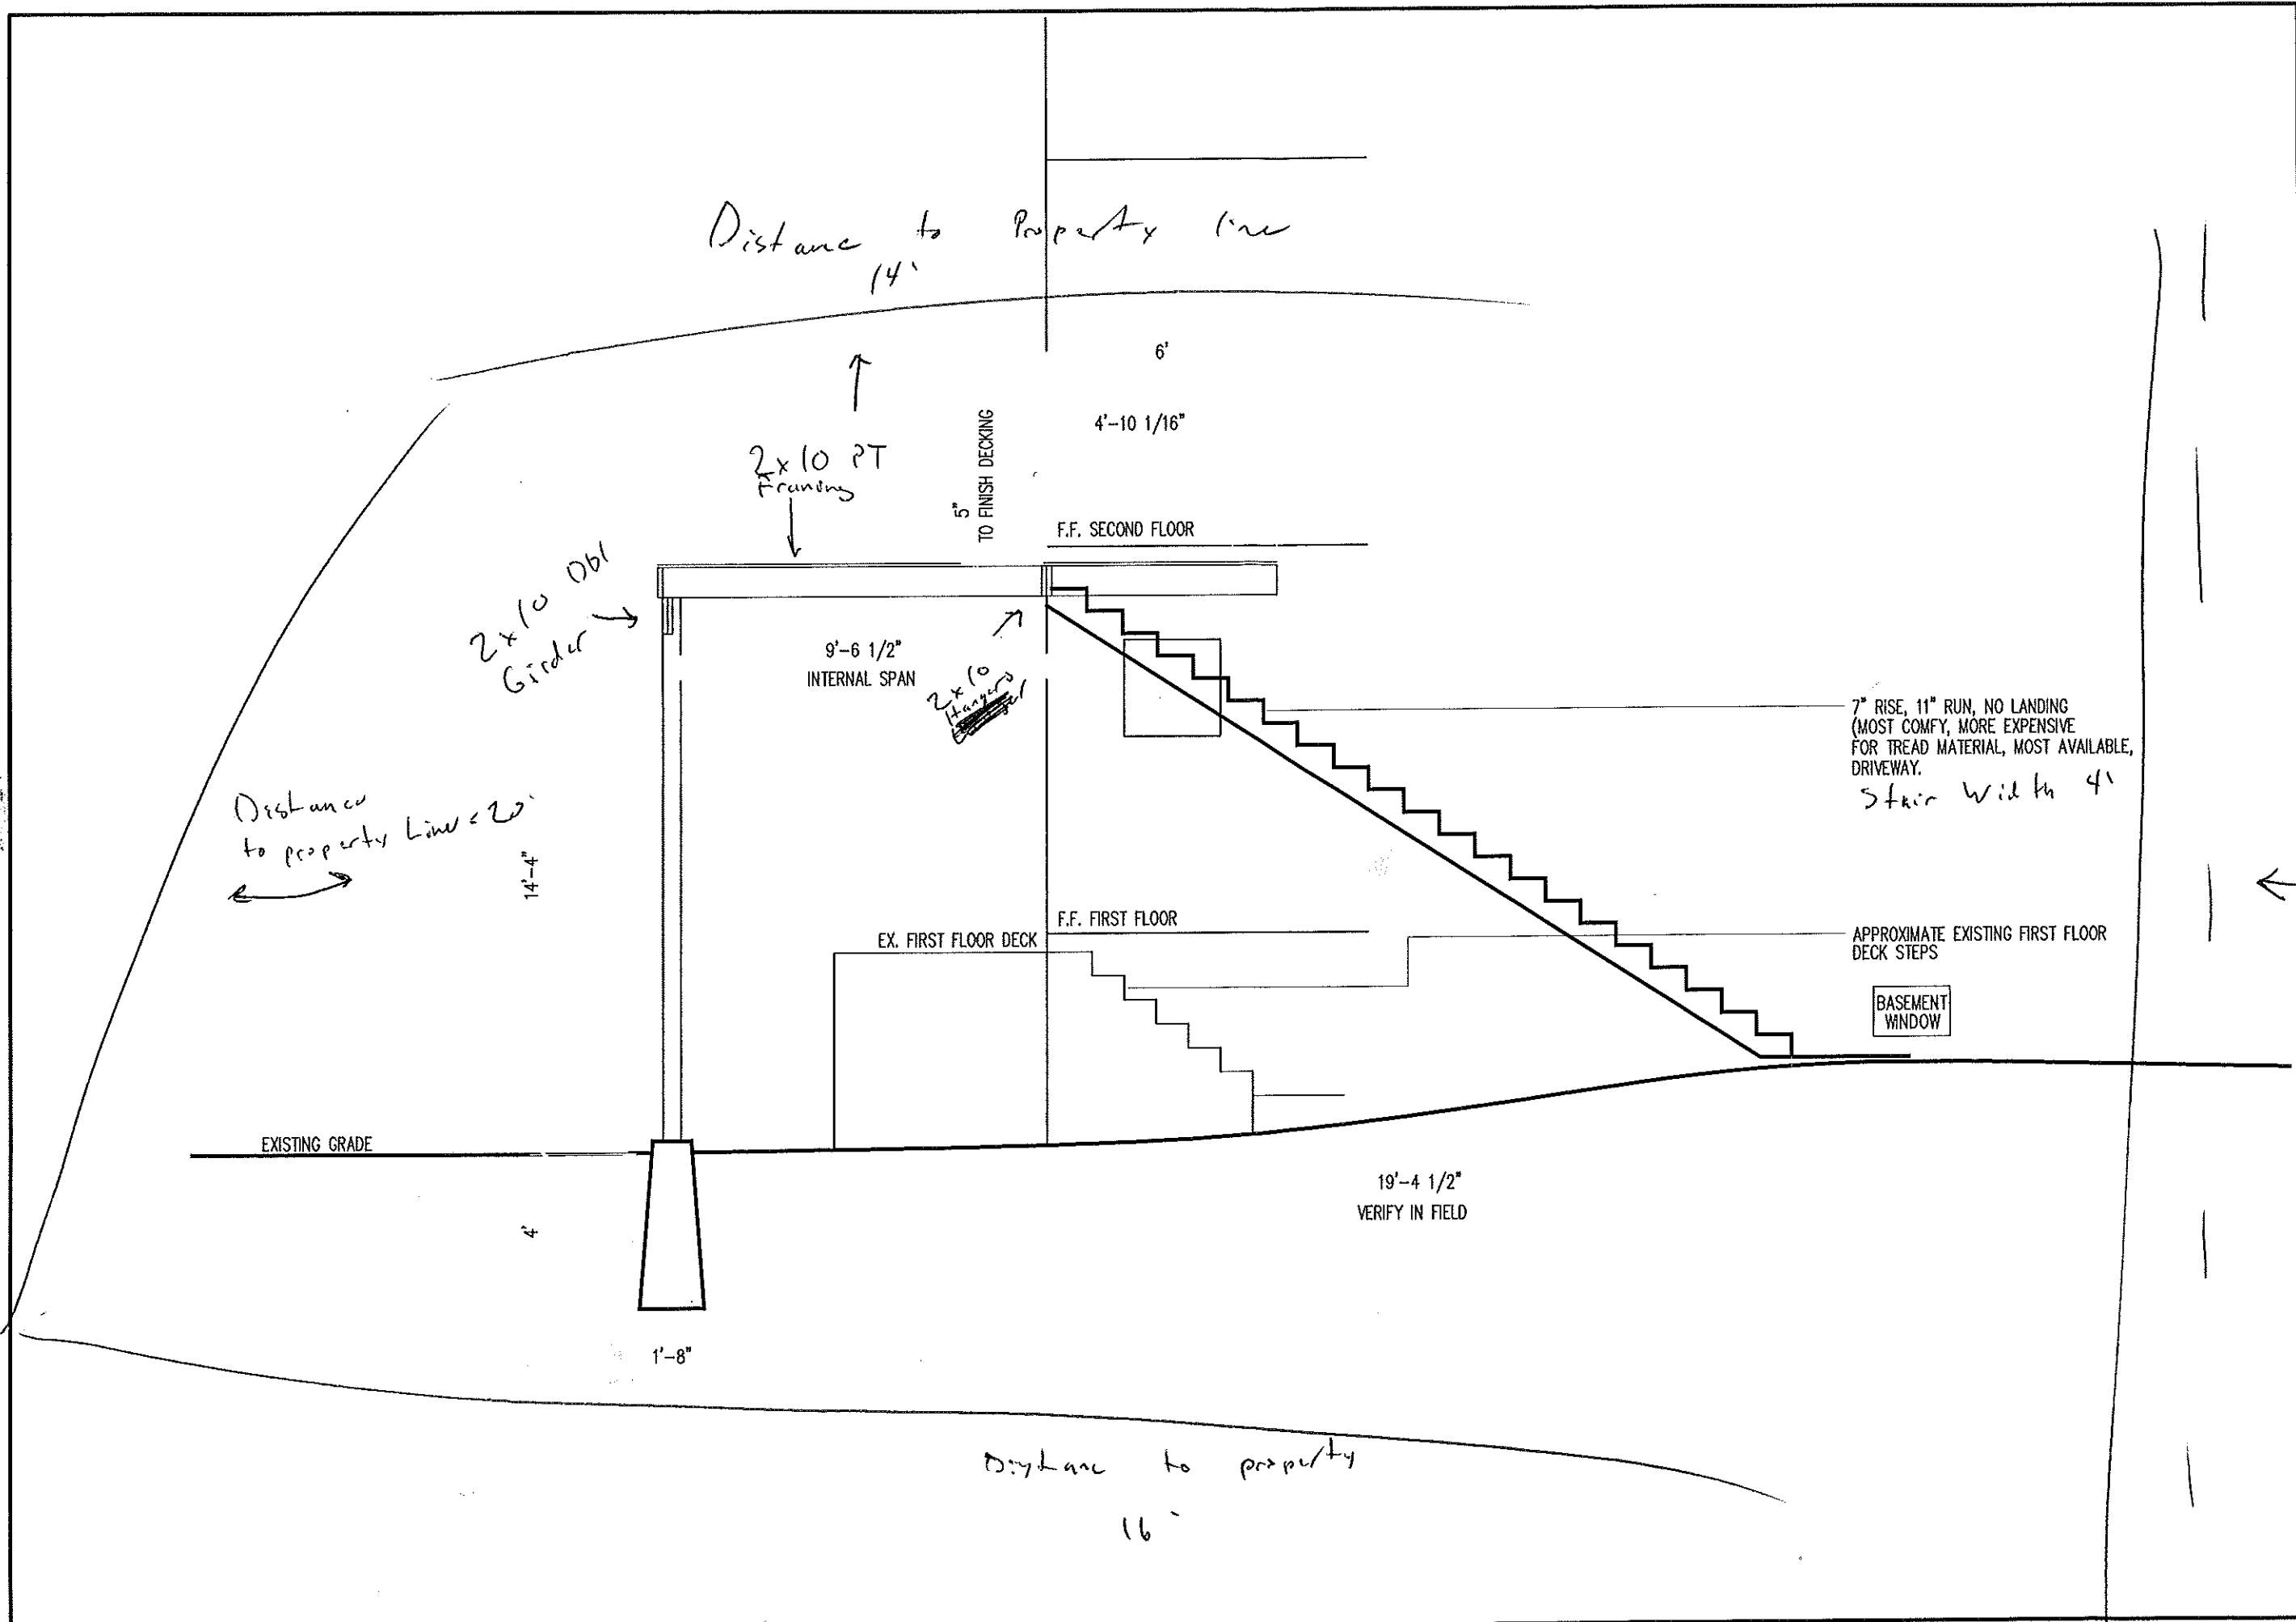 Distance to Property line
14'
6'
4'-10 1/16"
2x10 PT
Framing
5"
TO FINISH DECKING
F.F. SECOND FLOOR
2x10 Dbl
Girder
9'-6 1/2"
INTERNAL SPAN
2x10
Hangers
7" RISE, 11" RUN, NO LANDING
(MOST COMFY, MORE EXPENSIVE
FOR TREAD MATERIAL, MOST AVAILABLE,
DRIVEWAY.
Stair Width 4'
Distance
to property Line = 20'
14'-4"
F.F. FIRST FLOOR
EX. FIRST FLOOR DECK
APPROXIMATE EXISTING FIRST FLOOR
DECK STEPS
BASEMENT
WINDOW
EXISTING GRADE
19'-4 1/2"
VERIFY IN FIELD
4'
1'-8"
Distance to property
16'